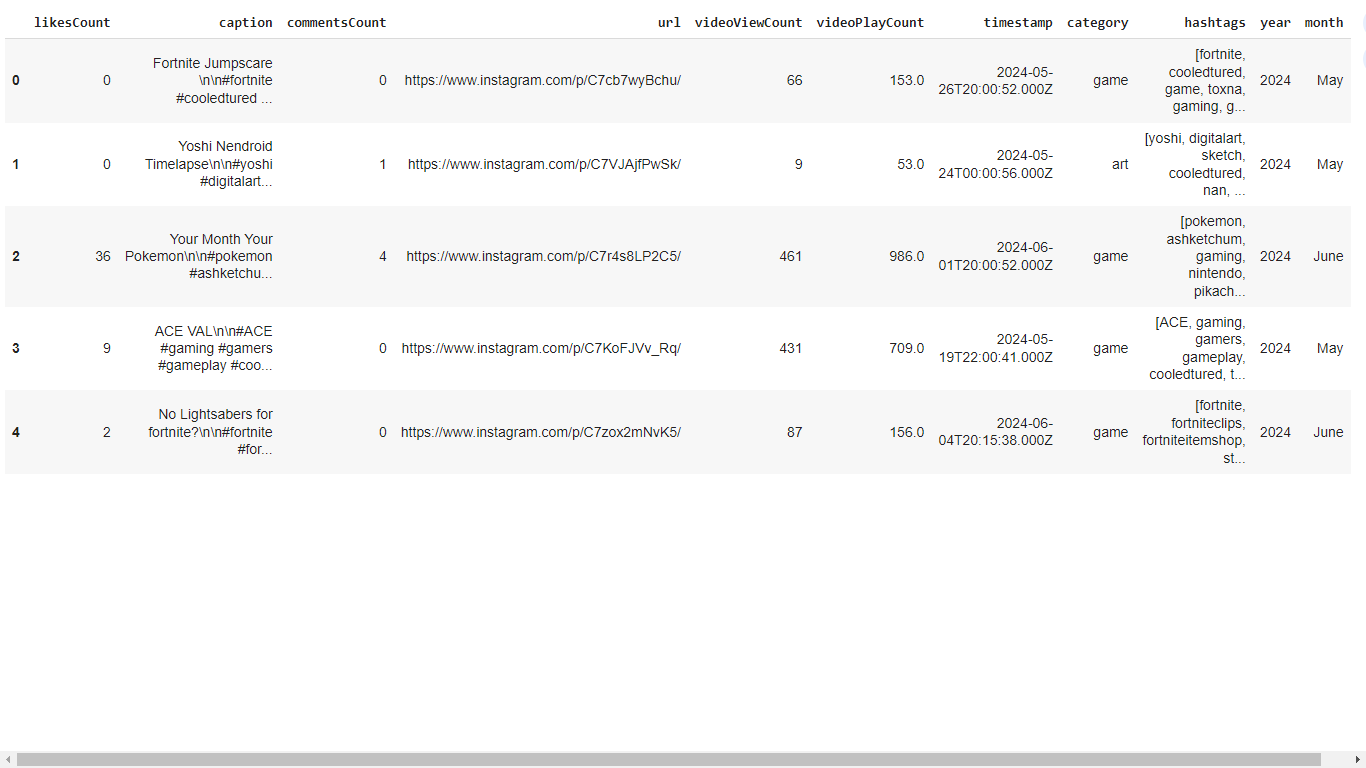 likesCount caption commentsCount url videoViewCount videoPlayCount timestamp category hashtags year month
0 0 Fortnite Jumpscare \n\n#fortnite #cooledtured ... 0 https://www.instagram.com/p/C7cb7wyBchu/ 66 153.0 2024-05-26T20:00:52.000Z game [fortnite, cooledtured, game, toxna, gaming, g... 2024 May
1 0 Yoshi Nendroid Timelapse\n\n#yoshi #digitalart... 1 https://www.instagram.com/p/C7VJAjfPwSk/ 9 53.0 2024-05-24T00:00:56.000Z art [yoshi, digitalart, sketch, cooledtured, nan, ... 2024 May
2 36 Your Month Your Pokemon\n\n#pokemon #ashketchu... 4 https://www.instagram.com/p/C7r4s8LP2C5/ 461 986.0 2024-06-01T20:00:52.000Z game [pokemon, ashketchum, gaming, nintendo, pikach... 2024 June
3 9 ACE VAL\n\n#ACE #gaming #gamers #gameplay #coo... 0 https://www.instagram.com/p/C7KoFJVv_Rq/ 431 709.0 2024-05-19T22:00:41.000Z game [ACE, gaming, gamers, gameplay, cooledtured, t... 2024 May
4 2 No Lightsabers for fortnite?\n\n#fortnite #for... 0 https://www.instagram.com/p/C7zox2mNvK5/ 87 156.0 2024-06-04T20:15:38.000Z game [fortnite, fortniteclips, fortniteitemshop, st... 2024 June